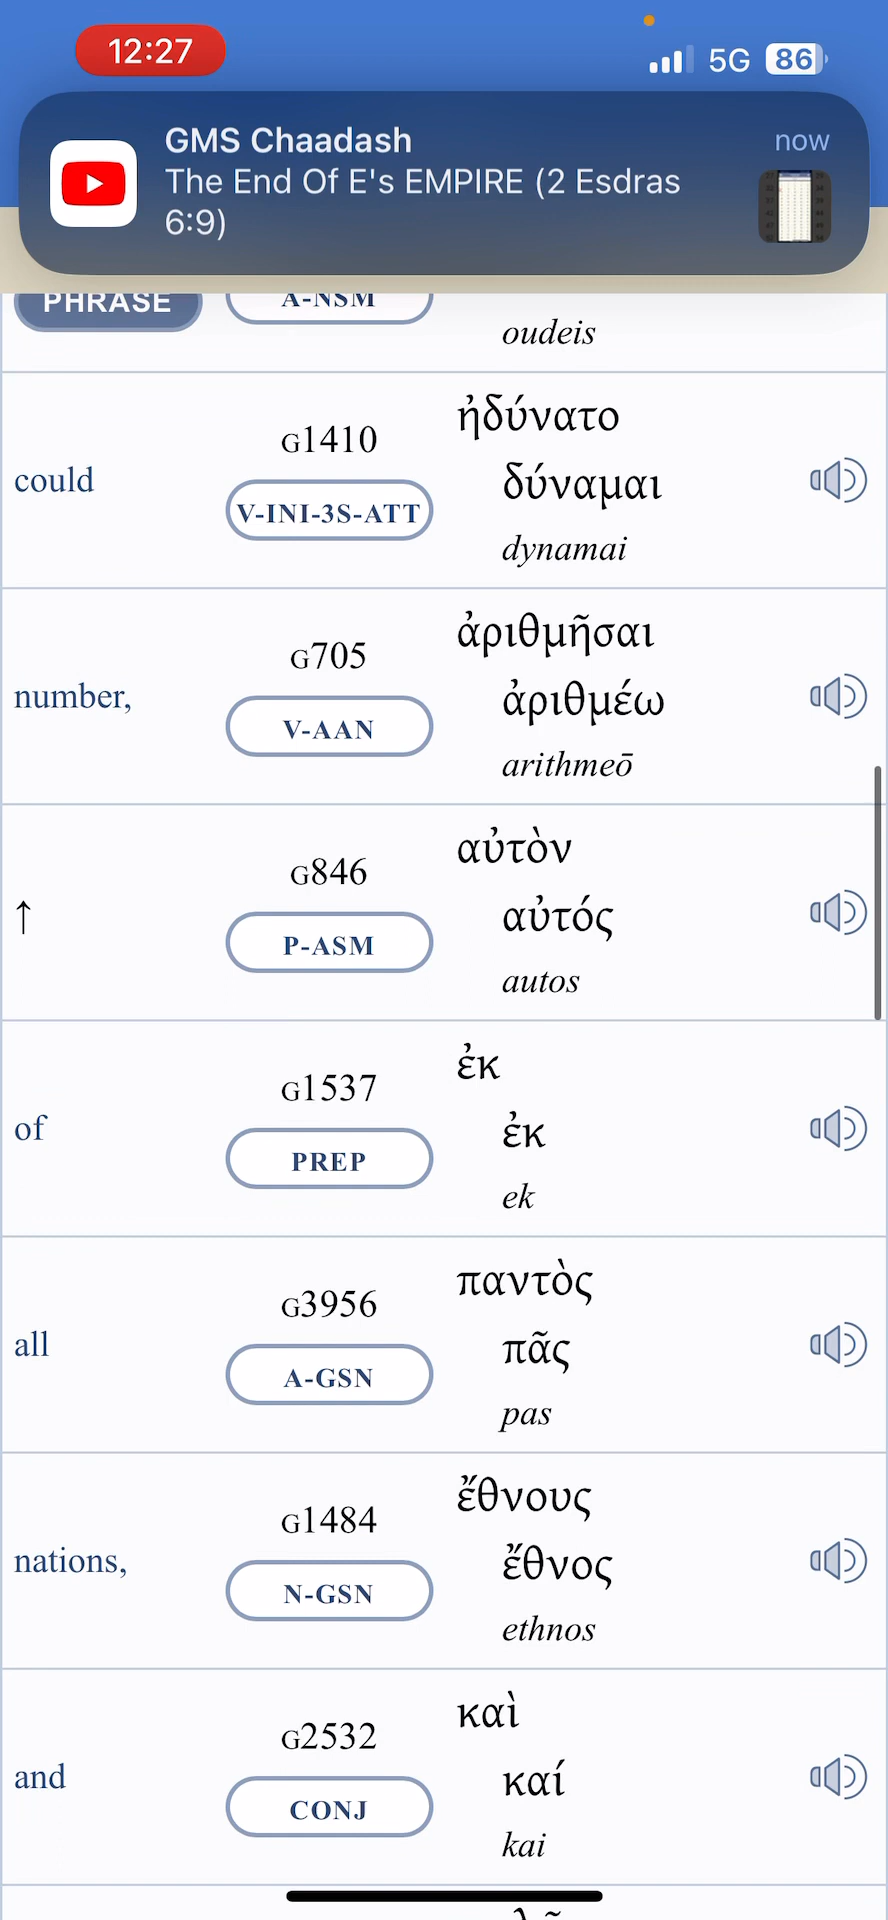 12:27
5G 86
GMS Chaadash now
The End Of E's EMPIRE (2 Esdras
6:9)
PHRASE A-NSM
oudeis
could G1410 ἠδύνατο
V-INI-3S-ATT δύναμαι
dynamai
number, G705 ἀριθμῆσαι
V-AAN ἀριθμέω
arithmeō
↑ G846 αὐτὸν
P-ASM αὐτός
autos
of G1537 ἐκ
PREP ἐκ
ek
all G3956 παντὸς
A-GSN πᾶς
pas
nations, G1484 ἔθνους
N-GSN ἔθνος
ethnos
and G2532 καὶ
CONJ καί
kai